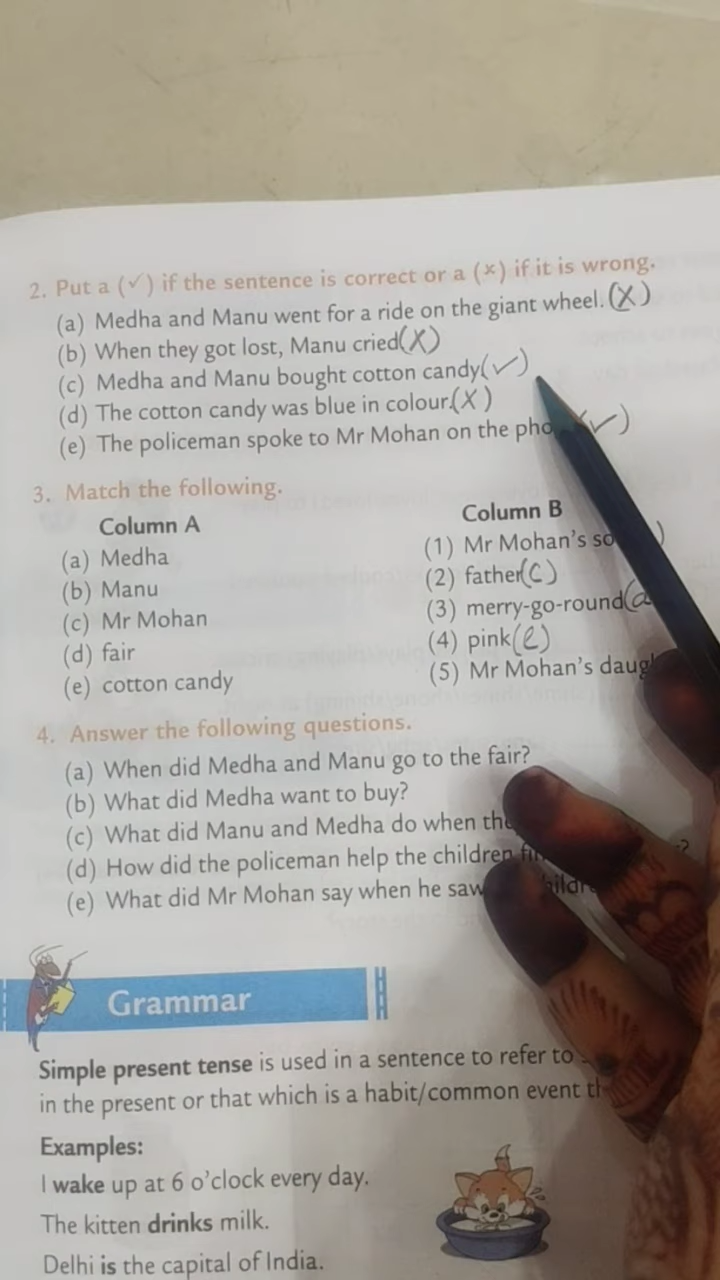 2. Put a (✓) if the sentence is correct or a (×) if it is wrong.
(a) Medha and Manu went for a ride on the giant wheel. (X)
(b) When they got lost, Manu cried (X)
(c) Medha and Manu bought cotton candy (✓)
(d) The cotton candy was blue in colour. (X)
(e) The policeman spoke to Mr Mohan on the (✓)
3. Match the following.
Column A Column B
(a) Medha (1) Mr Mohan's
(b) Manu (2) father (c)
(c) Mr Mohan (3) merry-go-round
(d) fair (4) pink (e)
(e) cotton candy (5) Mr Mohan's
4. Answer the following questions.
(a) When did Medha and Manu go to the fair?
(b) What did Medha want to buy?
(c) What did Manu and Medha do when
(d) How did the policeman help the children
(e) What did Mr Mohan say when he saw
Grammar
Simple present tense is used in a sentence to refer to
in the present or that which is a habit/common event
Examples:
I wake up at 6 o'clock every day.
The kitten drinks milk.
Delhi is the capital of India.